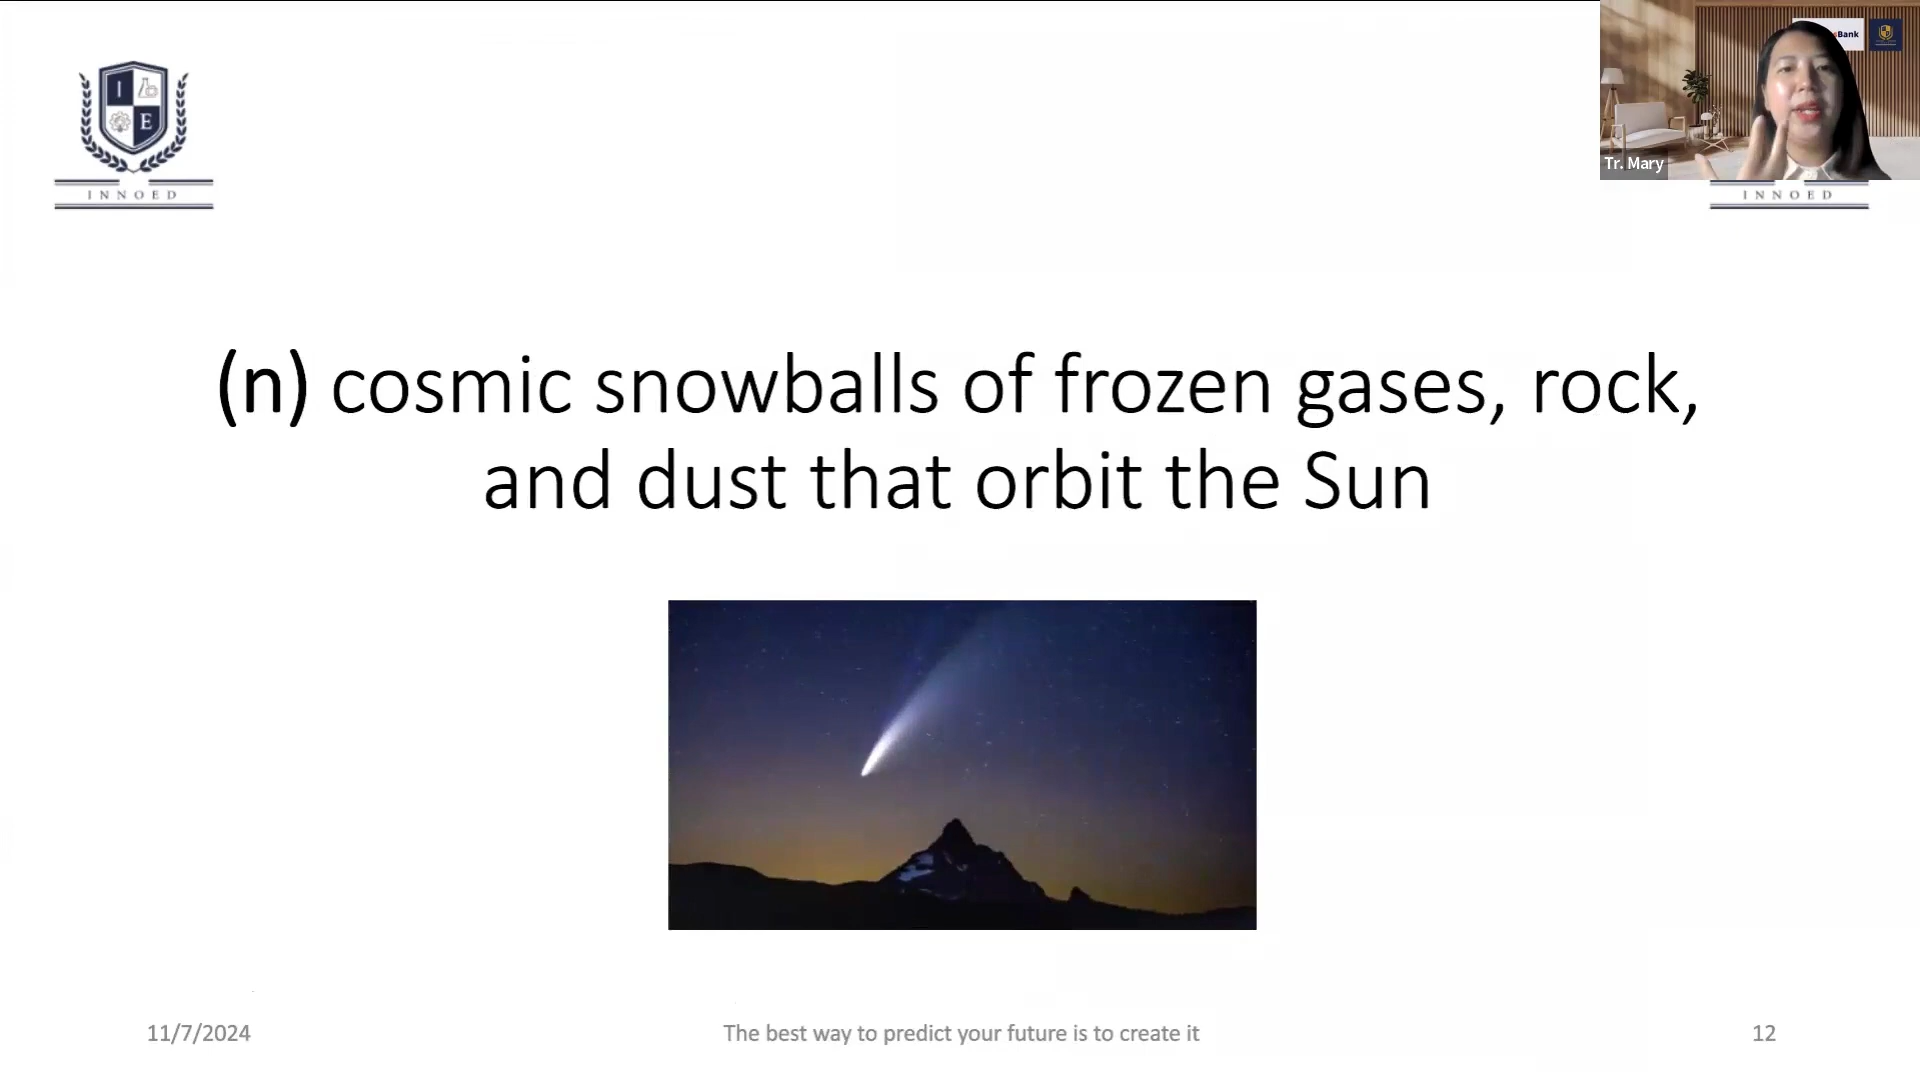 I
E
INNOED
Bank
Tr. Mary
INNOED
(n) cosmic snowballs of frozen gases, rock,
and dust that orbit the Sun
11/7/2024
The best way to predict your future is to create it
12